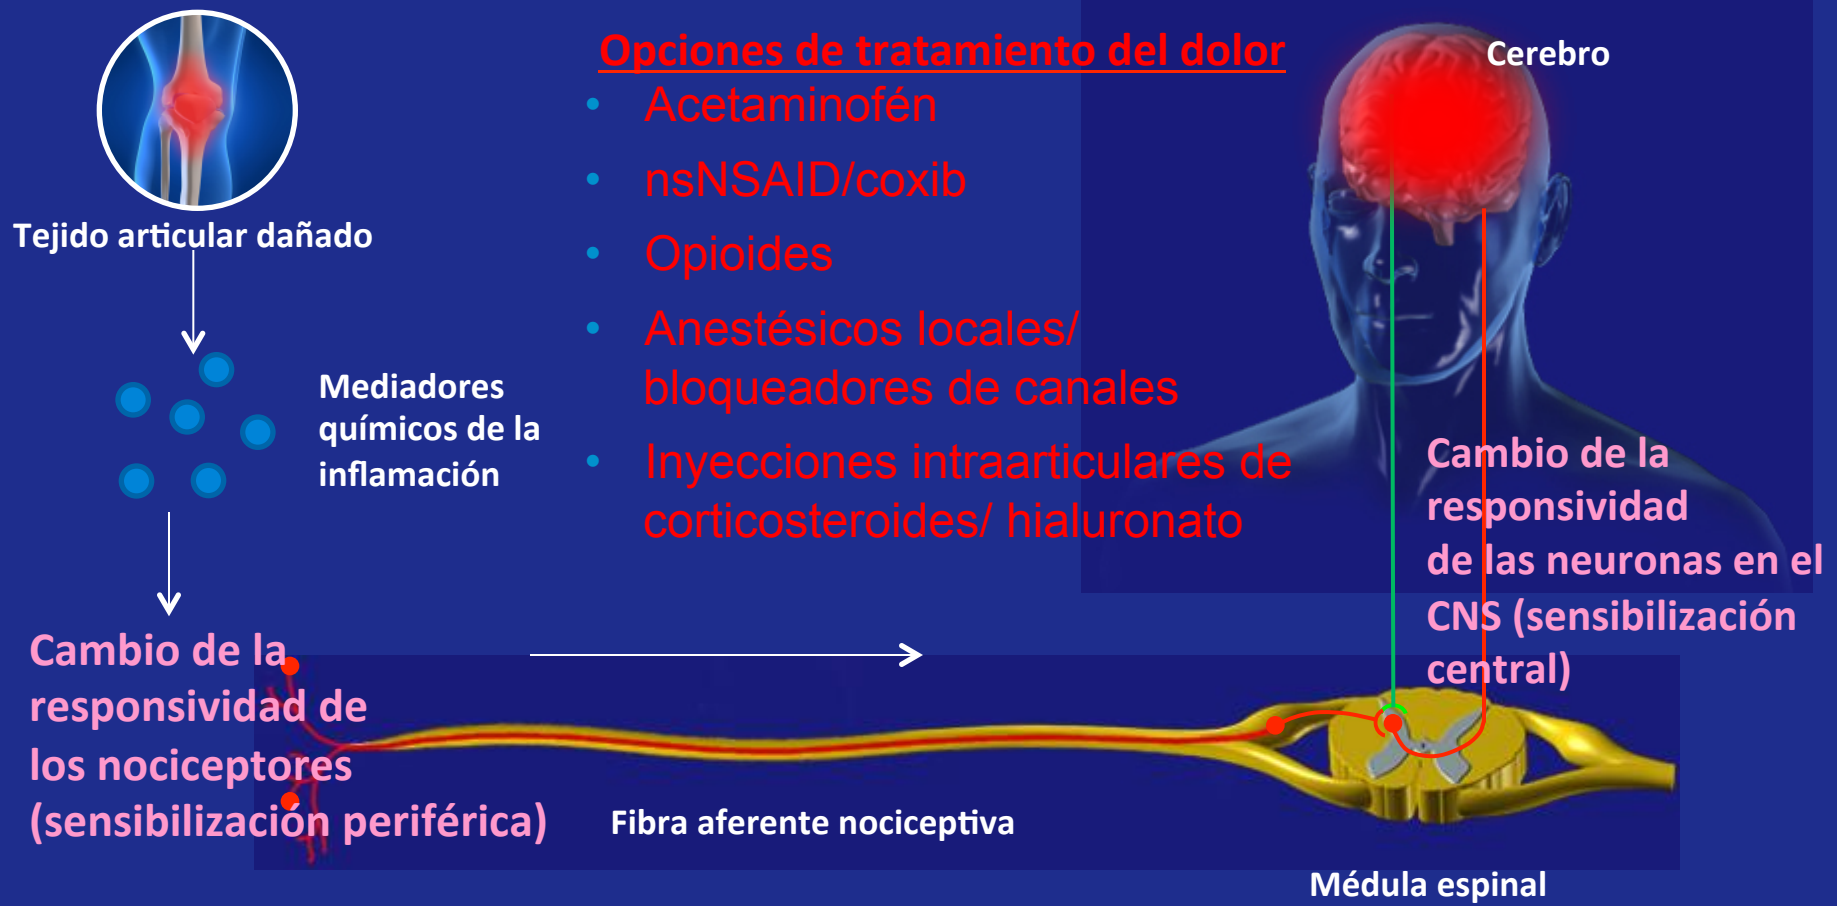 Opciones de tratamiento del dolor
Cerebro
• Acetaminofén
• nsNSAID/coxib
• Opioides
• Anestésicos locales/
bloqueadores de canales
• Inyecciones intraarticulares de
corticosteroides/ hialuronato
Tejido articular dañado
Mediadores
químicos de la
inflamación
Cambio de la
responsividad de
los nociceptores
(sensibilización periférica)
Fibra aferente nociceptiva
Cambio de la
responsividad
de las neuronas en el
CNS (sensibilización
central)
Médula espinal